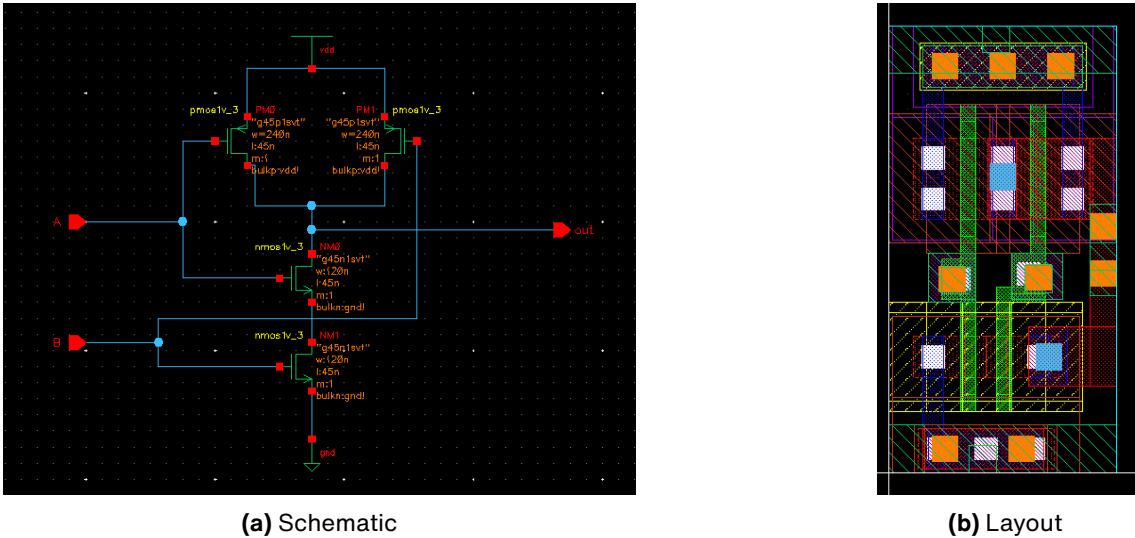 vdd
pmos1v_3
PM0
"g45p1svt"
w=240n
l:45n
m:1
bulkp:vdd!
PM1
pmos1v_3
"g45p1svt"
w=240n
l:45n
m:1
bulkp:vdd!
A
out
nmos1v_3
NM0
"g45n1svt"
w:120n
l:45n
m:1
bulkn:gnd!
B
nmos1v_3
NM1
"g45n1svt"
w:120n
l:45n
m:1
bulkn:gnd!
gnd
(a) Schematic
(b) Layout